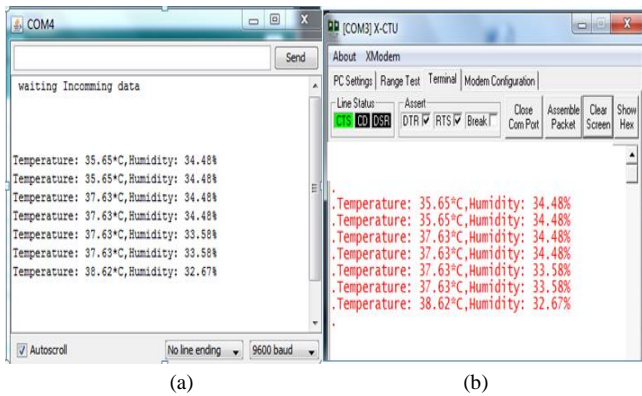 COM4
Send
waiting Incomming data
Temperature: 35.65*C,Humidity: 34.48%
Temperature: 35.65*C,Humidity: 34.48%
Temperature: 37.63*C,Humidity: 34.48%
Temperature: 37.63*C,Humidity: 34.48%
Temperature: 37.63*C,Humidity: 33.58%
Temperature: 37.63*C,Humidity: 33.58%
Temperature: 38.62*C,Humidity: 32.67%
Autoscroll No line ending 9600 baud
(a)
[COM3] X-CTU
About XModem
PC Settings Range Test Terminal Modem Configuration
Line Status Assert
CTS CD DSR DTR RTS Break
Close Com Port
Assemble Packet
Clear Screen
Show Hex
.
.Temperature: 35.65*C,Humidity: 34.48%
.Temperature: 35.65*C,Humidity: 34.48%
.Temperature: 37.63*C,Humidity: 34.48%
.Temperature: 37.63*C,Humidity: 34.48%
.Temperature: 37.63*C,Humidity: 33.58%
.Temperature: 37.63*C,Humidity: 33.58%
.Temperature: 38.62*C,Humidity: 32.67%
.
(b)